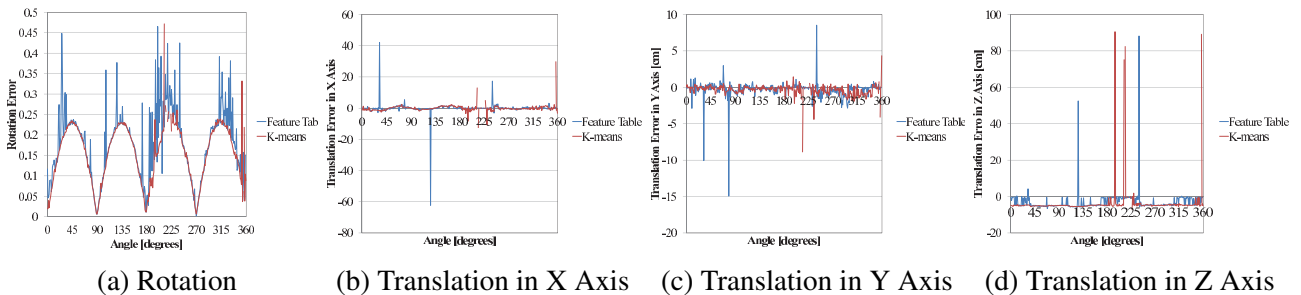 0.5
0.45
0.4
0.35
0.3
0.25
0.2
0.15
0.1
0.05
0
0 45 90 135 180 225 270 315 360
Rotation Error
Angle [degrees]
Feature Tab
K-means
(a) Rotation
60
40
20
0
-20
-40
-60
-80
0 45 90 135 180 225 270 315 360
Translation Error in X Axis
Angle [degrees]
Feature Table
K-means
(b) Translation in X Axis
10
5
0
-5
-10
-15
-20
0 45 90 135 180 225 270 315 360
Translation Error Y Axis [cm]
Angle [degrees]
Feature Table
K-means
(c) Translation in Y Axis
100
80
60
40
20
0
-20
0 45 90 135 180 225 270 315 360
Translation Error in Z Axis [cm]
Angle [degrees]
Feature Table
K-means
(d) Translation in Z Axis